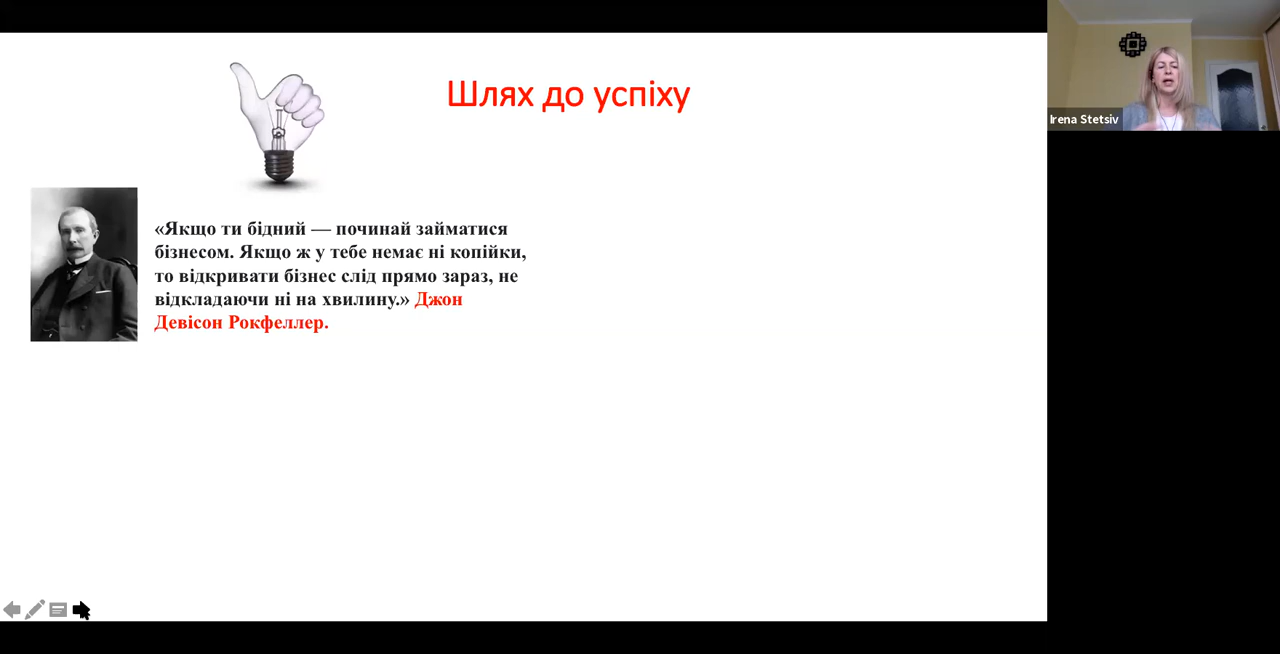 Шлях до успіху
Irena Stetsiv
«Якщо ти бідний — починай займатися
бізнесом. Якщо ж у тебе немає ні копійки,
то відкривати бізнес слід прямо зараз, не
відкладаючи ні на хвилину.» Джон
Девісон Рокфеллер.